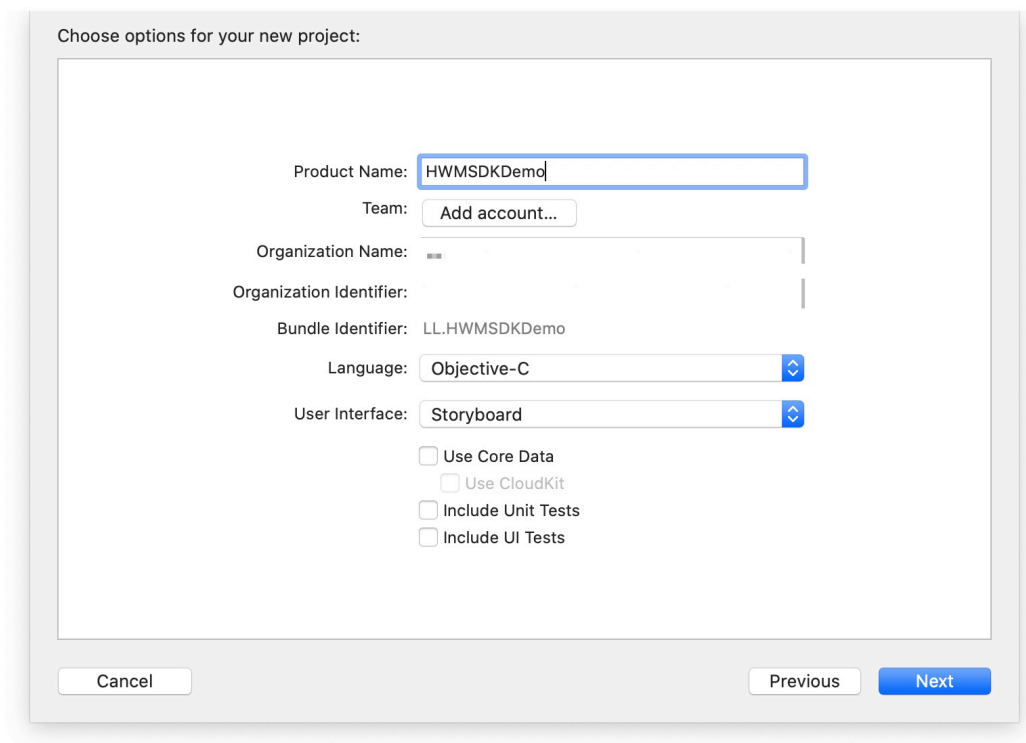 Choose options for your new project:
Product Name: HWMSDKDemo
Team: Add account...
Organization Name:
Organization Identifier:
Bundle Identifier: LL.HWMSDKDemo
Language: Objective-C
User Interface: Storyboard
Use Core Data
Use CloudKit
Include Unit Tests
Include UI Tests
Cancel Previous Next